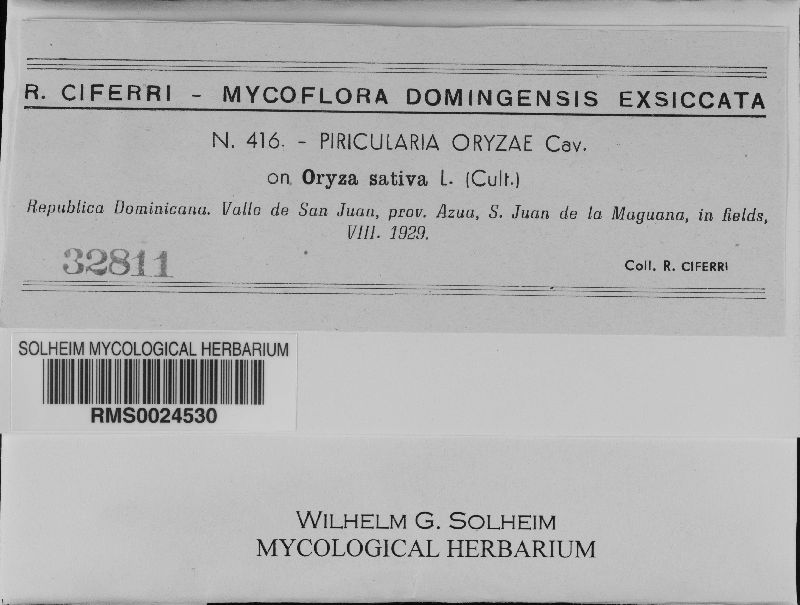 R. CIFERRI - MYCOFLORA DOMINGENSIS EXSICCATA
N. 416. - PIRICULARIA ORYZAE Cav.
on Oryza sativa L. (Cult.)
Republica Dominicana. Valle de San Juan, prov. Azua, S. Juan de la Maguana, in fields,
VIII. 1929.
32811
Coll. R. CIFERRI
SOLHEIM MYCOLOGICAL HERBARIUM
RMS0024530
WILHELM G. SOLHEIM
MYCOLOGICAL HERBARIUM